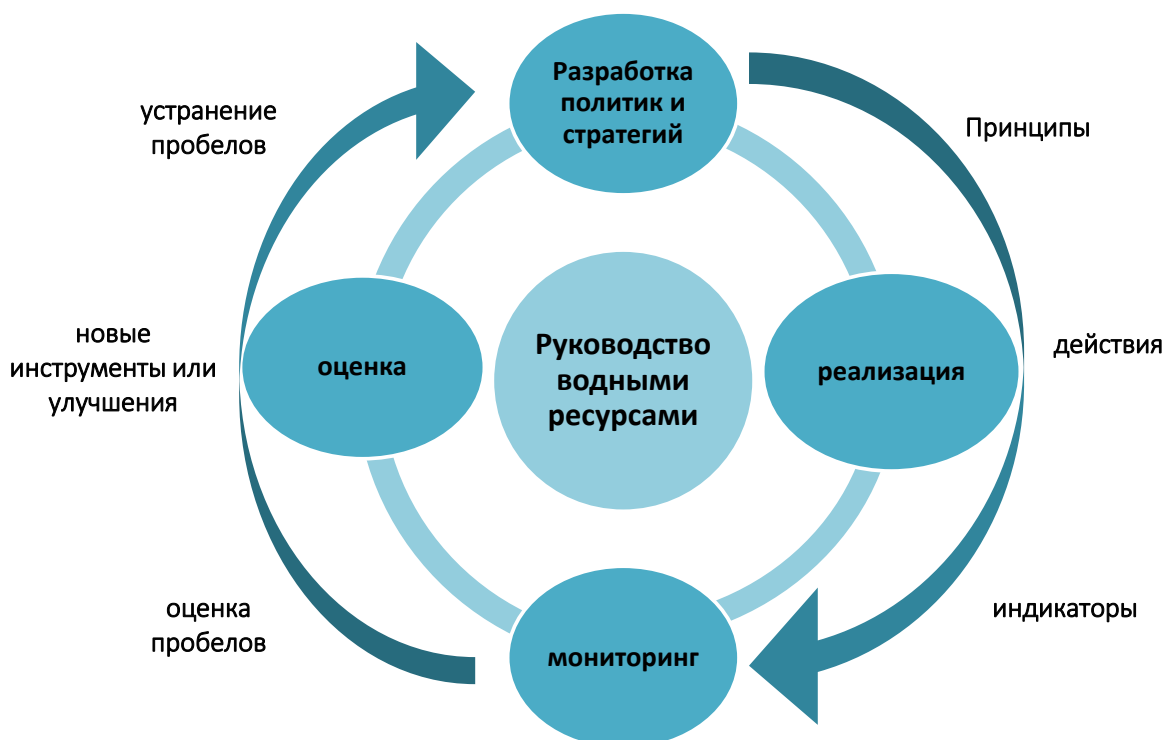 Разработка
политик и
стратегий
устранение
пробелов
Принципы
новые
инструменты или
улучшения
оценка
Руководство
водными
ресурсами
реализация
действия
оценка
пробелов
мониторинг
индикаторы